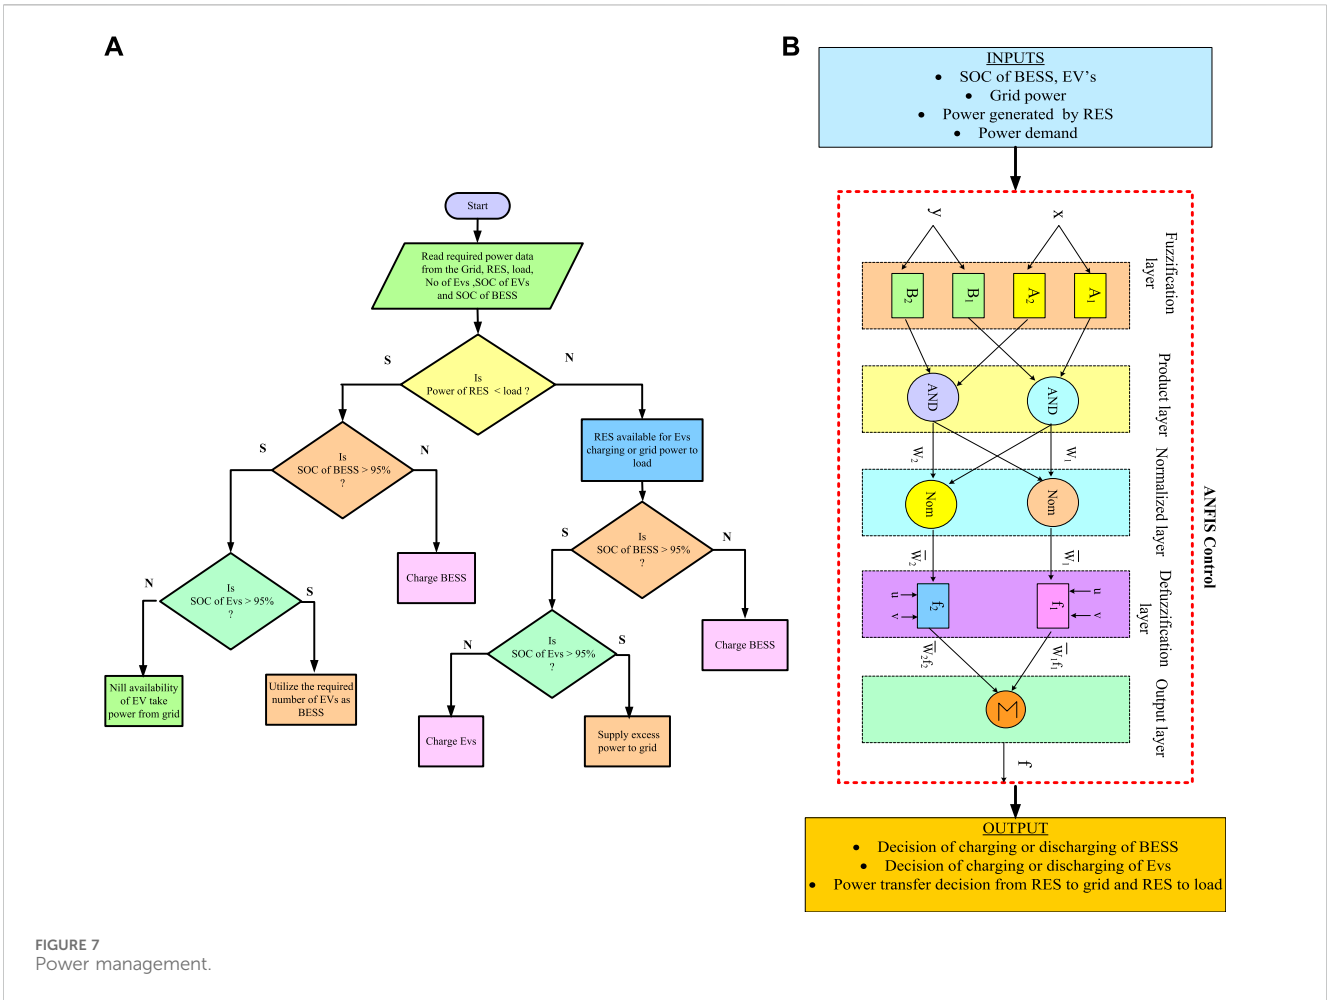 A
Start
Read required power data
from the Grid, RES, load,
No of Evs ,SOC of EVs
and SOC of BESS
Is
Power of RES < load ?
S
N
Is
SOC of BESS > 95%
?
S
N
RES available for Evs
charging or grid power to
load
Is
SOC of BESS > 95%
?
S
N
Charge BESS
Is
SOC of Evs > 95%
?
N
S
Charge BESS
Is
SOC of Evs > 95%
?
N
S
Nill availability
of EV take
power from grid
Utilize the required
number of EVs as
BESS
Charge Evs
Supply excess
power to grid
B
INPUTS
• SOC of BESS, EV's
• Grid power
• Power generated by RES
• Power demand
y
x
Fuzzification
layer
B₂
B₁
A₂
A₁
Product layer
AND
AND
W₂
W₁
Normalized layer
Nom
Nom
W̅₂
W̅₁
Defuzzification
layer
u
v
f₂
f₁
u
v
W̅₂f₂
W̅₁f₁
Output layer
Σ
f
ANFIS Control
OUTPUT
• Decision of charging or discharging of BESS
• Decision of charging or discharging of Evs
• Power transfer decision from RES to grid and RES to load
FIGURE 7
Power management.